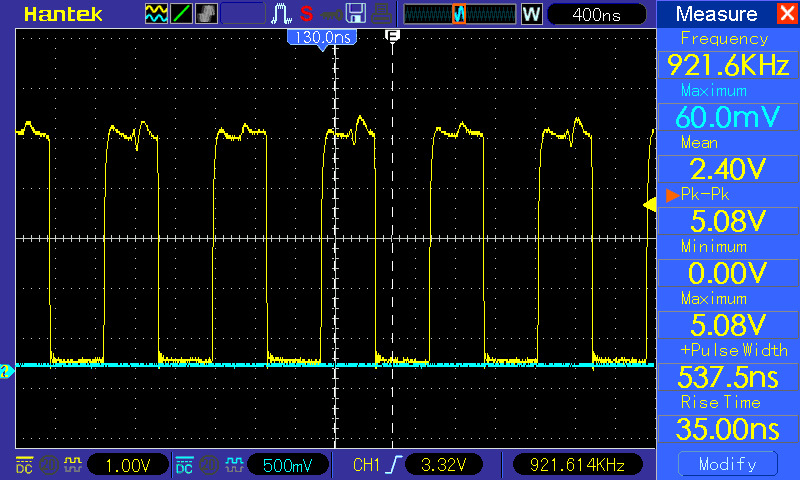 Hantek S W 400ns Measure
130.0ns E
Frequency
921.6KHz
Maximum
60.0mV
Mean
2.40V
Pk-Pk
5.08V
Minimum
0.00V
Maximum
5.08V
+Pulse Width
537.5ns
Rise Time
35.00ns
DC 1.00V DC 500mV CH1 3.32V 921.614KHz Modify